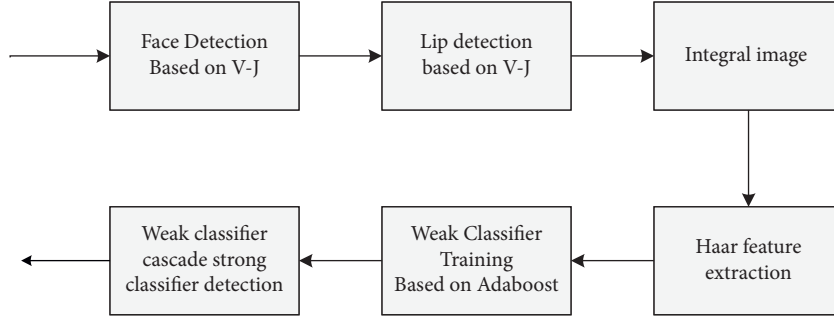 Face Detection
Based on V-J
Lip detection
based on V-J
Integral image
Haar feature
extraction
Weak Classifier
Training
Based on Adaboost
Weak classifier
cascade strong
classifier detection